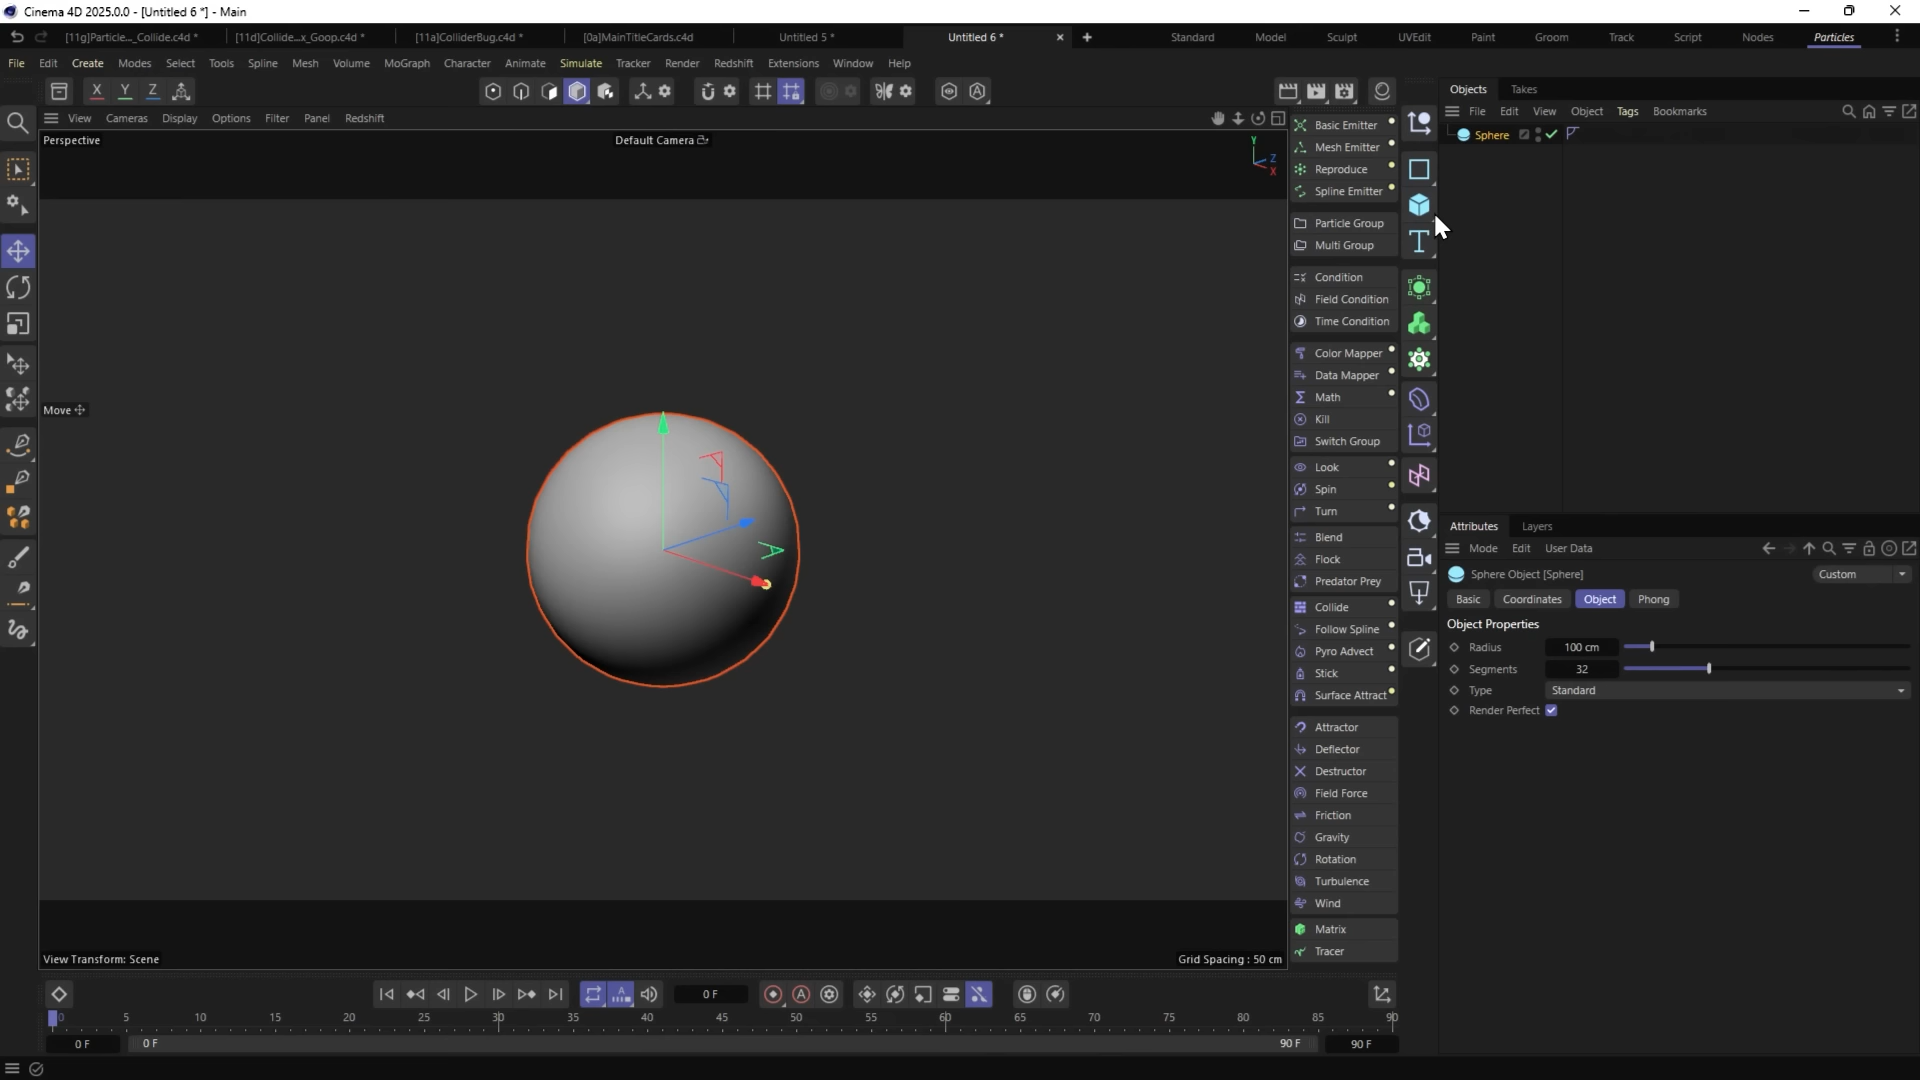 Cinema 4D 2025.0.0 - [Untitled 6 *] - Main
[11g]Particle..._Collide.c4d * [11d]Collide...x_Goop.c4d * [11a]ColliderBug.c4d * [0a]MainTitleCards.c4d Untitled 5 * Untitled 6 * Standard Model Sculpt UVEdit Paint Groom Track Script Nodes Particles
File Edit Create Modes Select Tools Spline Mesh Volume MoGraph Character Animate Simulate Tracker Render Redshift Extensions Window Help
X Y Z
Objects Takes
File Edit View Object Tags Bookmarks
Sphere
View Cameras Display Options Filter Panel Redshift
Perspective
Default Camera
Y
Z
X
Move
View Transform: Scene
Grid Spacing : 50 cm
Basic Emitter
Mesh Emitter
Reproduce
Spline Emitter
Particle Group
Multi Group
Condition
Field Condition
Time Condition
Color Mapper
Data Mapper
Math
Kill
Switch Group
Look
Spin
Turn
Blend
Flock
Predator Prey
Collide
Follow Spline
Pyro Advect
Stick
Surface Attract
Attractor
Deflector
Destructor
Field Force
Friction
Gravity
Rotation
Turbulence
Wind
Matrix
Tracer
Attributes Layers
Mode Edit User Data
Sphere Object [Sphere] Custom
Basic Coordinates Object Phong
Object Properties
Radius 100 cm
Segments 32
Type Standard
Render Perfect
0 F
0 5 10 15 20 25 30 35 40 45 50 55 60 65 70 75 80 85 90
0 F 0 F 90 F 90 F